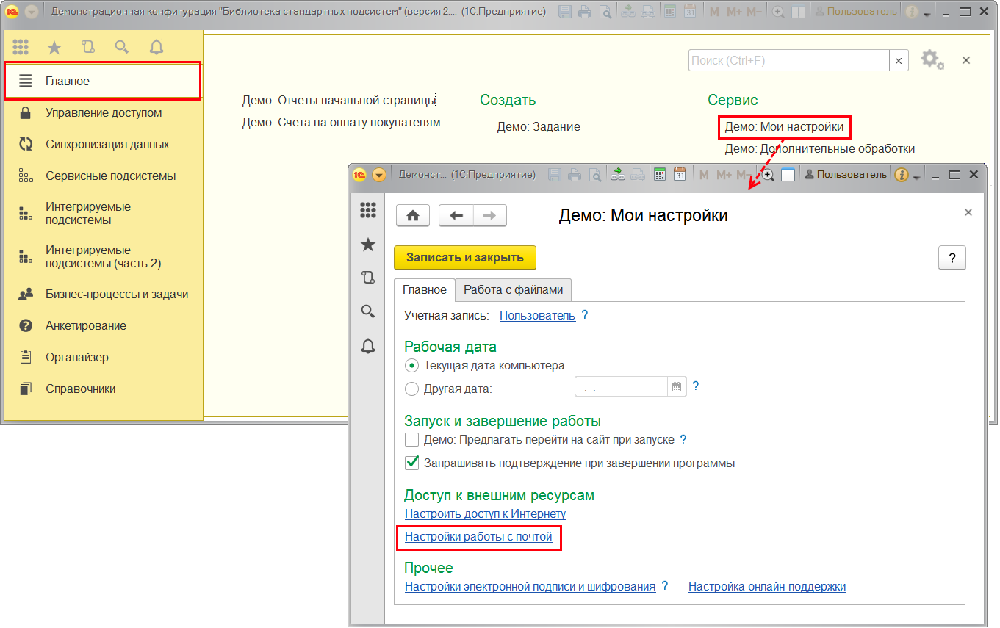 1С Демонстрационная конфигурация "Библиотека стандартных подсистем" (версия 2.... (1С:Предприятие) 31 M M+ M- Пользователь i
Поиск (Ctrl+F) ×
Главное
Управление доступом
Синхронизация данных
Сервисные подсистемы
Интегрируемые
подсистемы
Интегрируемые
подсистемы (часть 2)
Бизнес-процессы и задачи
Анкетирование
Органайзер
Справочники
Демо: Отчеты начальной страницы
Демо: Счета на оплату покупателям
Создать
Демо: Задание
Сервис
Демо: Мои настройки
Демо: Дополнительные обработки
1С Демонст... (1С:Предприятие) 31 M M+ M- Пользователь i
Демо: Мои настройки
Записать и закрыть ?
Главное Работа с файлами
Учетная запись: Пользователь ?
Рабочая дата
Текущая дата компьютера
Другая дата: . . ?
Запуск и завершение работы
Демо: Предлагать перейти на сайт при запуске ?
Запрашивать подтверждение при завершении программы
Доступ к внешним ресурсам
Настроить доступ к Интернету
Настройки работы с почтой
Прочее
Настройки электронной подписи и шифрования ? Настройка онлайн-поддержки